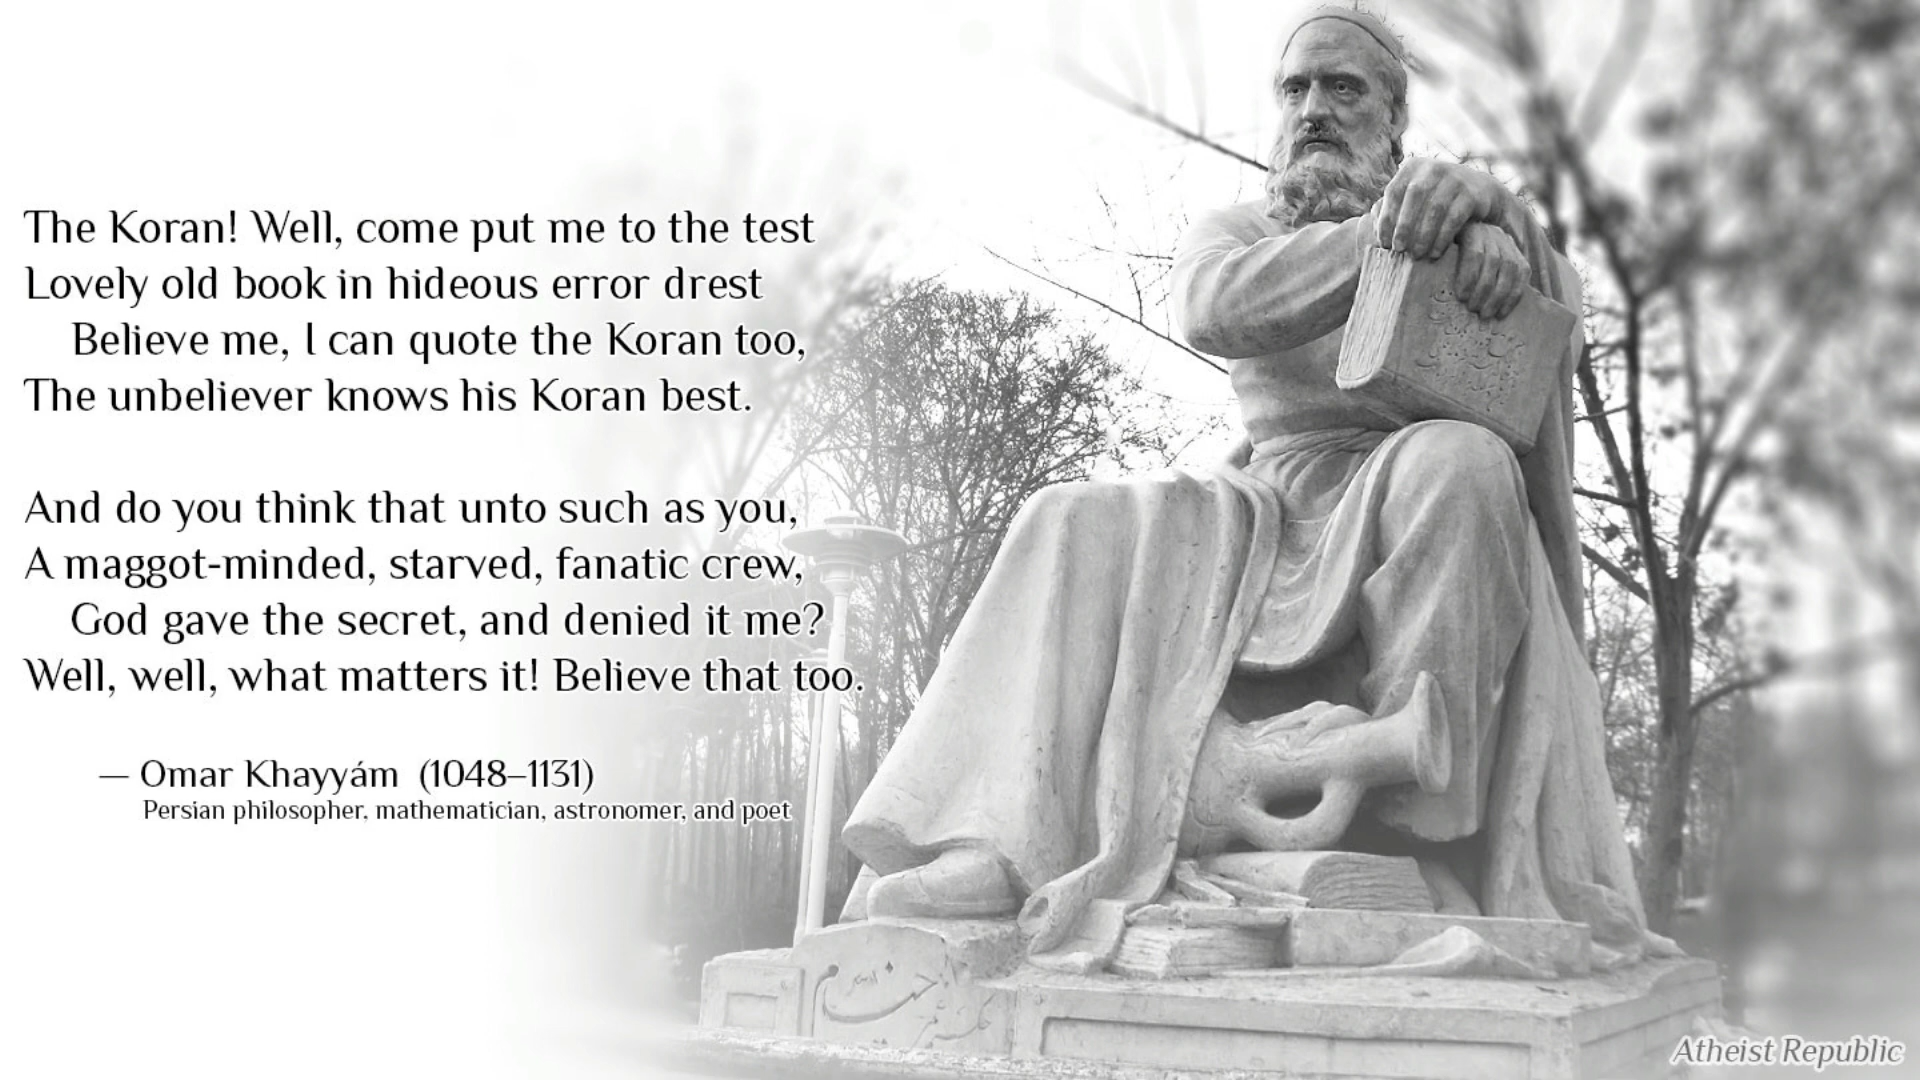 The Koran! Well, come put me to the test
Lovely old book in hideous error drest
Believe me, I can quote the Koran too,
The unbeliever knows his Koran best.
And do you think that unto such as you,
A maggot-minded, starved, fanatic crew,
God gave the secret, and denied it me?
Well, well, what matters it! Believe that too.
— Omar Khayyám (1048–1131)
Persian philosopher, mathematician, astronomer, and poet
Atheist Republic